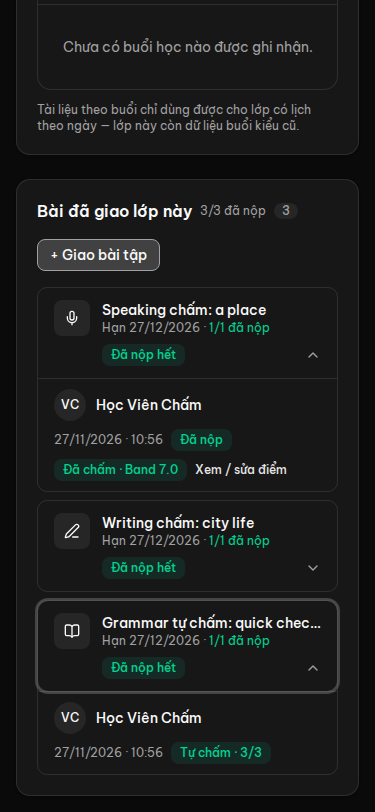 Chưa có buổi học nào được ghi nhận.
Tài liệu theo buổi chỉ dùng được cho lớp có lịch
theo ngày — lớp này còn dữ liệu buổi kiểu cũ.
Bài đã giao lớp này 3/3 đã nộp 3
+ Giao bài tập
Speaking chấm: a place
Hạn 27/12/2026 · 1/1 đã nộp
Đã nộp hết
VC Học Viên Chấm
27/11/2026 · 10:56 Đã nộp
Đã chấm · Band 7.0 Xem / sửa điểm
Writing chấm: city life
Hạn 27/12/2026 · 1/1 đã nộp
Đã nộp hết
Grammar tự chấm: quick chec...
Hạn 27/12/2026 · 1/1 đã nộp
Đã nộp hết
VC Học Viên Chấm
27/11/2026 · 10:56 Tự chấm · 3/3